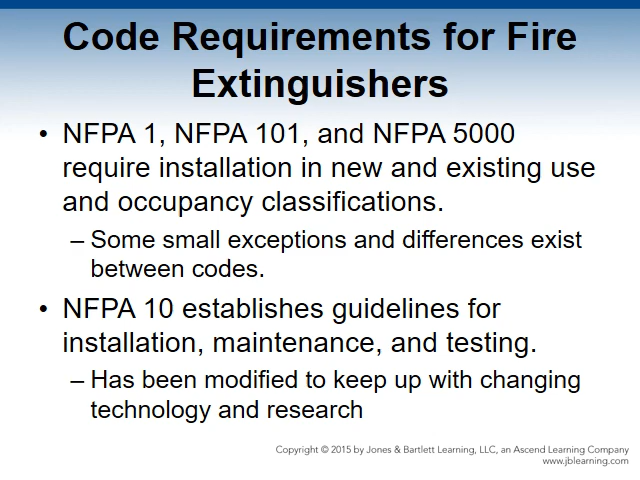 Code Requirements for Fire
Extinguishers
• NFPA 1, NFPA 101, and NFPA 5000
require installation in new and existing use
and occupancy classifications.
– Some small exceptions and differences exist
between codes.
• NFPA 10 establishes guidelines for
installation, maintenance, and testing.
– Has been modified to keep up with changing
technology and research
Copyright © 2015 by Jones & Bartlett Learning, LLC, an Ascend Learning Company
www.jblearning.com